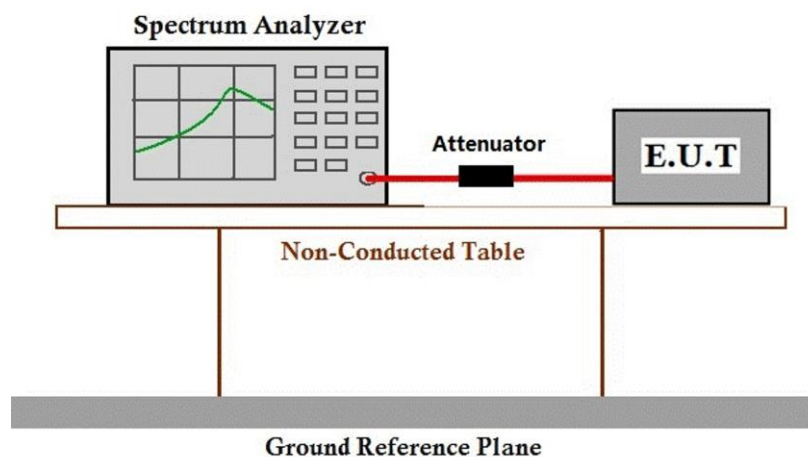 Spectrum Analyzer
Attenuator
E.U.T
Non-Conducted Table
Ground Reference Plane